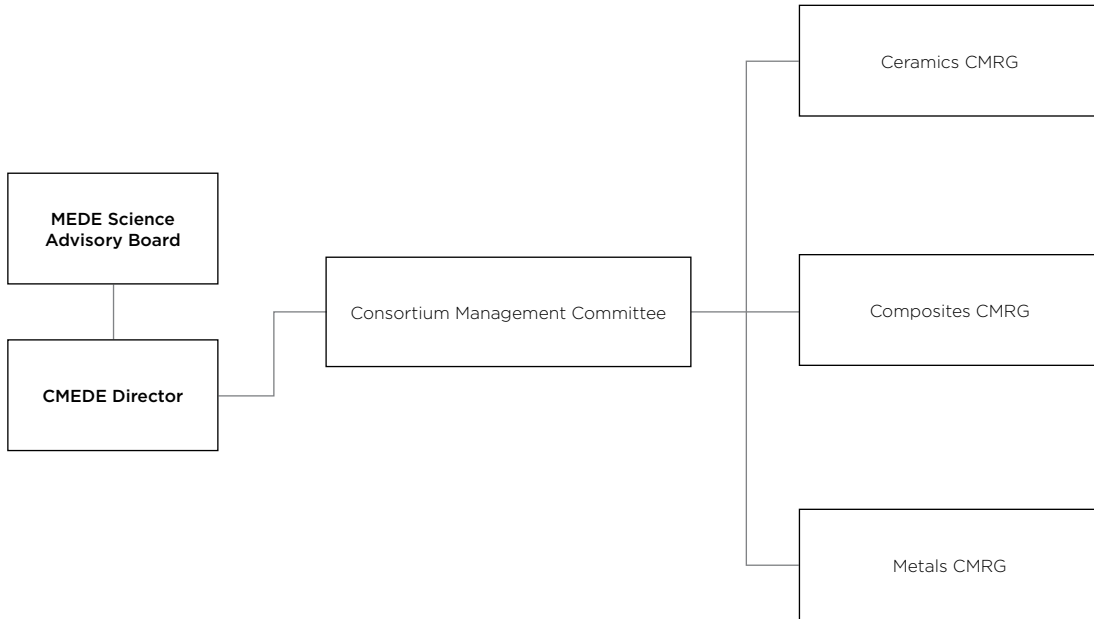 MEDE Science
Advisory Board
CMEDE Director
Consortium Management Committee
Ceramics CMRG
Composites CMRG
Metals CMRG